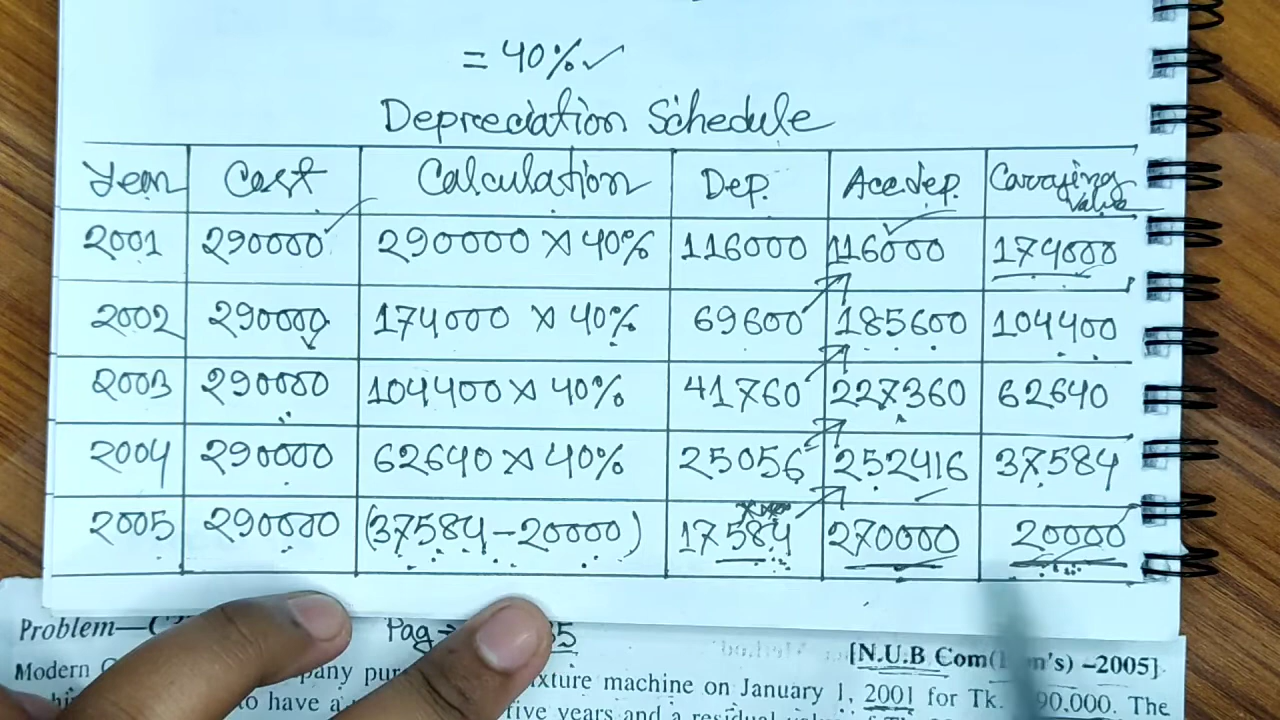 = 40% ✓
Depreciation Schedule
Year Cost Calculation Dep. Acc.dep. Carrying Value
2001 290000 290000 × 40% 116000 116000 174000
2002 290000 174000 × 40% 69600 185600 104400
2003 290000 104400 × 40% 41760 227360 62640
2004 290000 62640 × 40% 25056 252416 37584
2005 290000 (37584-20000) 17584 270000 20000
Problem— Pag 35 [N.U.B Com( n's) –2005]
Modern pany pur xture machine on January 1, 2001 for Tk. 90,000. The
o have a five years and a residual